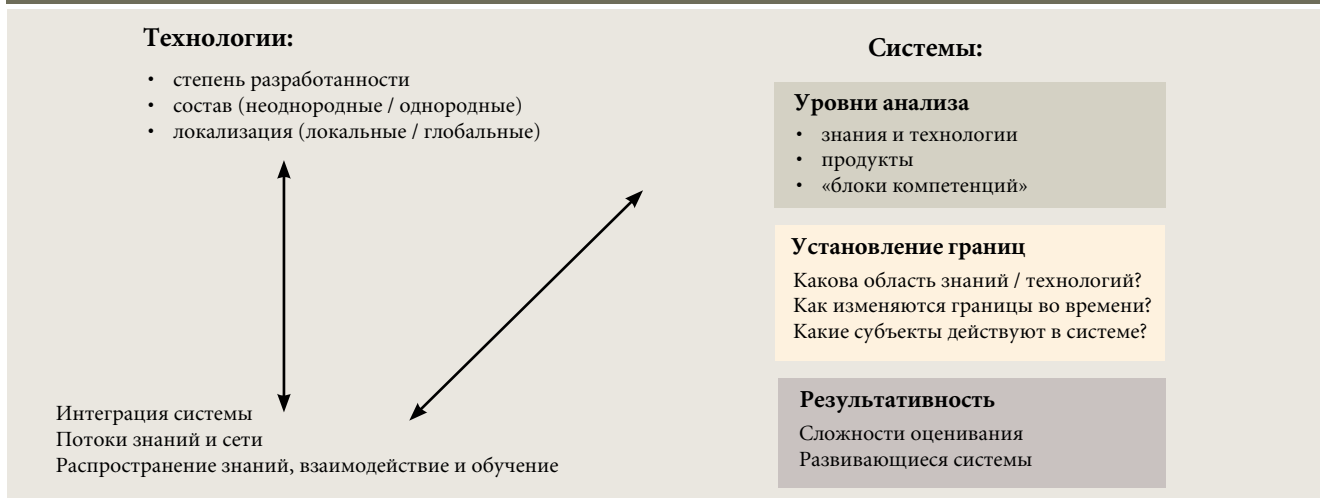 Технологии:
• степень разработанности
• состав (неоднородные / однородные)
• локализация (локальные / глобальные)
Интеграция системы
Потоки знаний и сети
Распространение знаний, взаимодействие и обучение
Системы:
Уровни анализа
• знания и технологии
• продукты
• «блоки компетенций»
Установление границ
Какова область знаний / технологий?
Как изменяются границы во времени?
Какие субъекты действуют в системе?
Результативность
Сложности оценивания
Развивающиеся системы